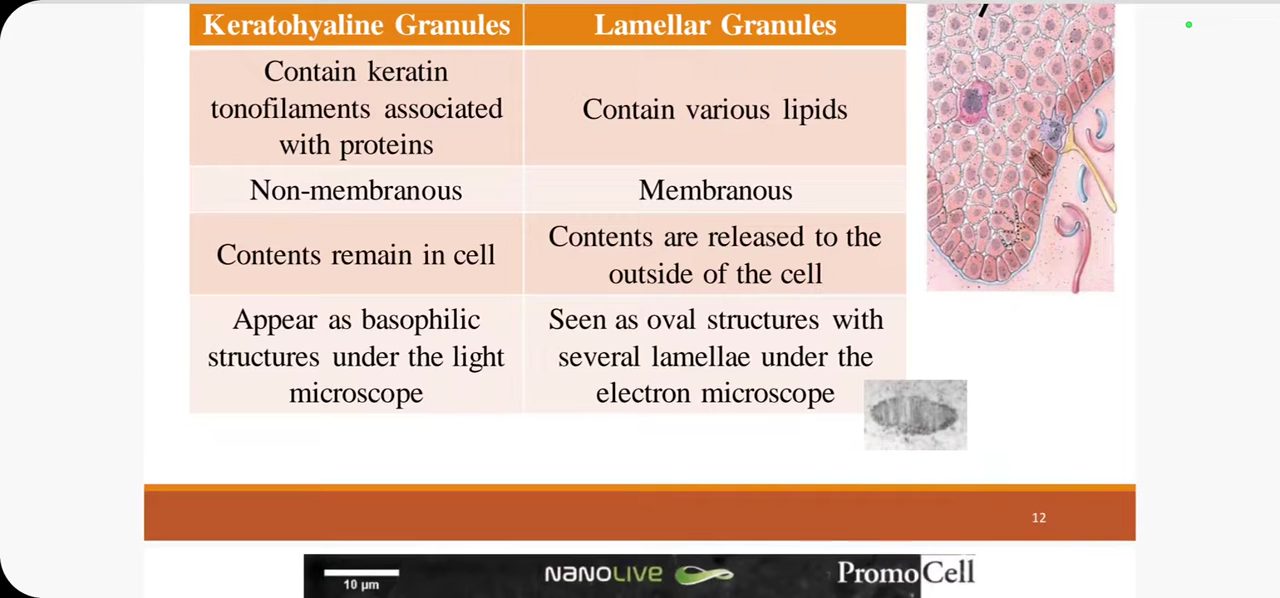 Keratohyaline Granules
Lamellar Granules
Contain keratin
tonofilaments associated
with proteins
Contain various lipids
Non-membranous
Membranous
Contents remain in cell
Contents are released to the
outside of the cell
Appear as basophilic
structures under the light
microscope
Seen as oval structures with
several lamellae under the
electron microscope
12
10 µm
NANOLIVE
PromoCell